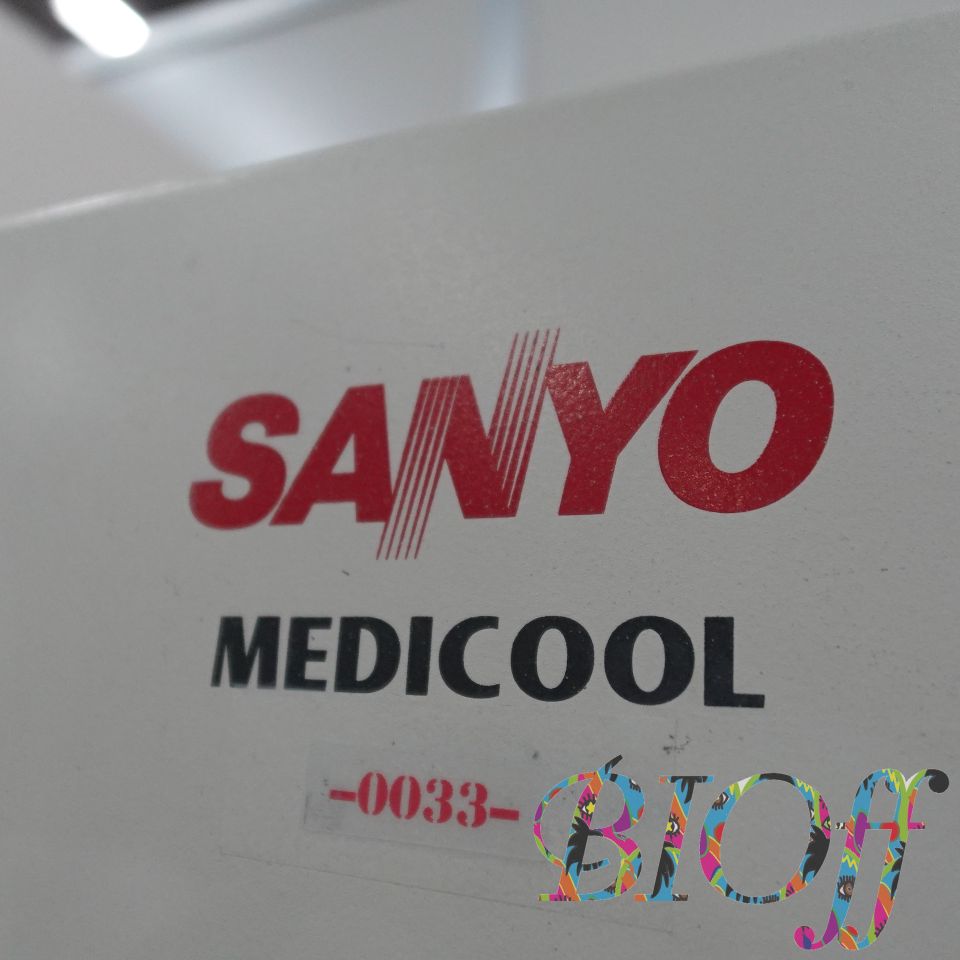 SANYO
MEDICOOL
-0033-
BIOff